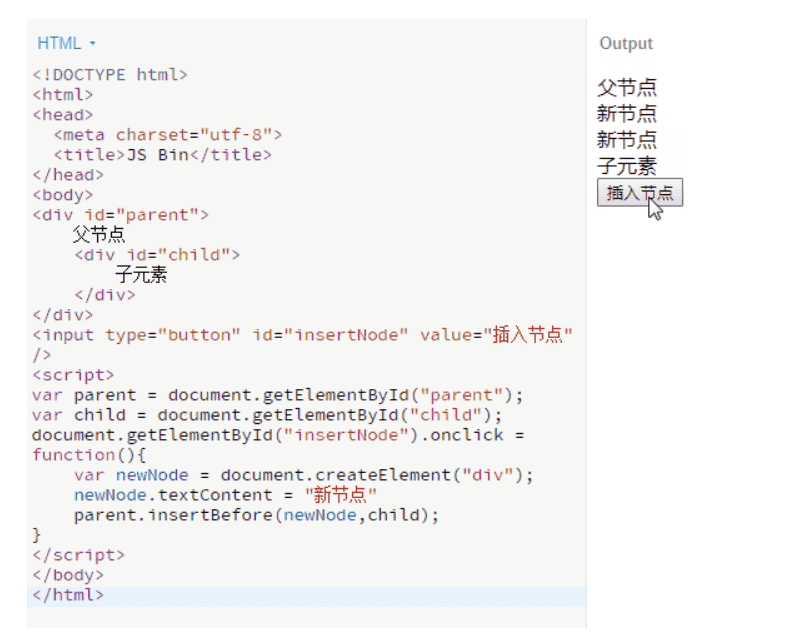 HTML
Output
<!DOCTYPE html>
<html>
<head>
  <meta charset="utf-8">
  <title>JS Bin</title>
</head>
<body>
<div id="parent">
    父节点
    <div id="child">
        子元素
    </div>
</div>
<input type="button" id="insertNode" value="插入节点"
/>
<script>
var parent = document.getElementById("parent");
var child = document.getElementById("child");
document.getElementById("insertNode").onclick =
function(){
    var newNode = document.createElement("div");
    newNode.textContent = "新节点"
    parent.insertBefore(newNode,child);
}
</script>
</body>
</html>
父节点
新节点
新节点
子元素
插入节点